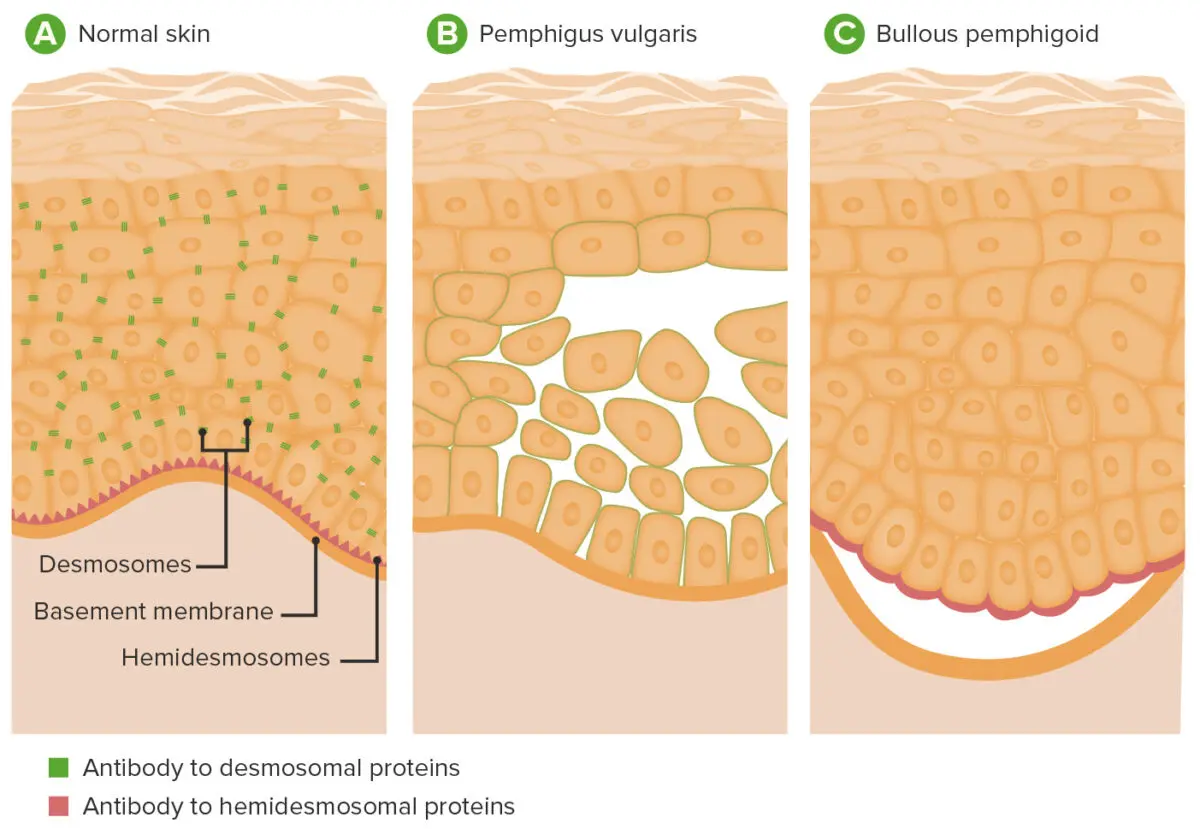 A Normal skin
B Pemphigus vulgaris
C Bullous pemphigoid
Desmosomes
Basement membrane
Hemidesmosomes
Antibody to desmosomal proteins
Antibody to hemidesmosomal proteins